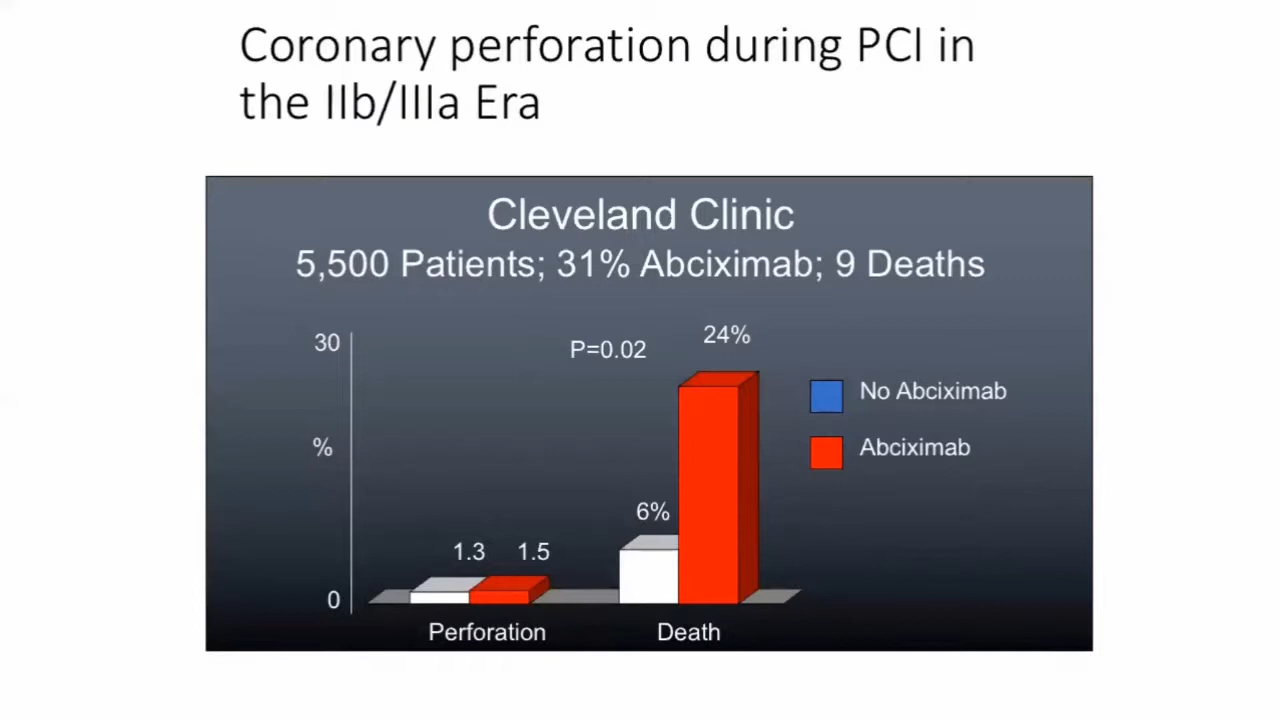 Coronary perforation during PCI in
the IIb/IIIa Era
Cleveland Clinic
5,500 Patients; 31% Abciximab; 9 Deaths
30
%
0
P=0.02
24%
6%
1.3
1.5
Perforation
Death
No Abciximab
Abciximab